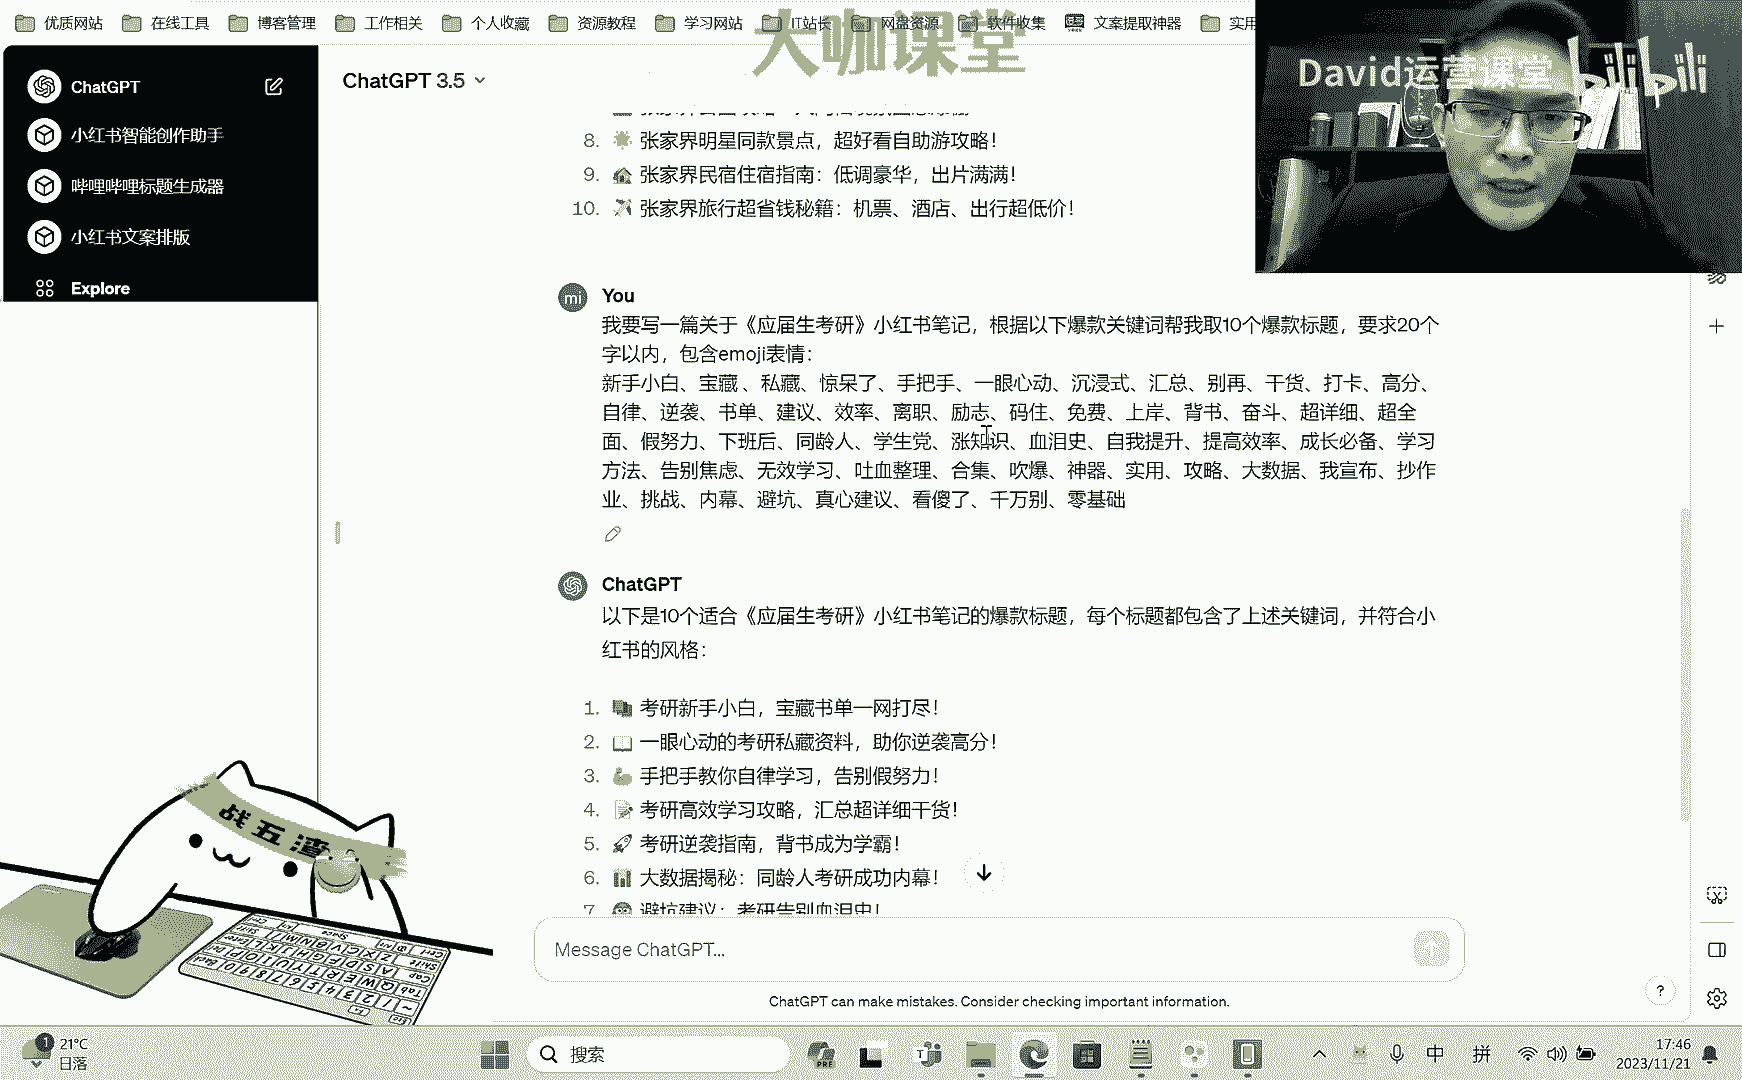 优质网站 在线工具 博客管理 工作相关 个人收藏 资源教程 学习网站 IT站长 网盘资源 软件收集 文案提取神器 实用
大咖课堂
David运营课堂 bilibili
ChatGPT
小红书智能创作助手
哔哩哔哩标题生成器
小红书文案排版
Explore
ChatGPT 3.5
8. 张家界明星同款景点，超好看自助游攻略！
9. 张家界民宿住宿指南：低调豪华，出片满满！
10. 张家界旅行超省钱秘籍：机票、酒店、出行超低价！
mi You
我要写一篇关于《应届生考研》小红书笔记，根据以下爆款关键词帮我取10个爆款标题，要求20个
字以内，包含emoji表情：
新手小白、宝藏 、私藏、惊呆了、手把手、一眼心动、沉浸式、汇总、别再、干货、打卡、高分、
自律、逆袭、书单、建议、效率、离职、励志、码住、免费、上岸、背书、奋斗、超详细、超全
面、假努力、下班后、同龄人、学生党、涨知识、血泪史、自我提升、提高效率、成长必备、学习
方法、告别焦虑、无效学习、吐血整理、合集、吹爆、神器、实用、攻略、大数据、我宣布、抄作
业、挑战、内幕、避坑、真心建议、看傻了、千万别、零基础
ChatGPT
以下是10个适合《应届生考研》小红书笔记的爆款标题，每个标题都包含了上述关键词，并符合小
红书的风格：
1. 考研新手小白，宝藏书单一网打尽！
2. 一眼心动的考研私藏资料，助你逆袭高分！
3. 手把手教你自律学习，告别假努力！
4. 考研高效学习攻略，汇总超详细干货！
5. 考研逆袭指南，背书成为学霸！
6. 大数据揭秘：同龄人考研成功内幕！
7. 避坑建议：考研告别血泪史！
Message ChatGPT...
ChatGPT can make mistakes. Consider checking important information.
?
战五渣
1 21°C
日落
搜索
PRE
中 拼
17:46
2023/11/21